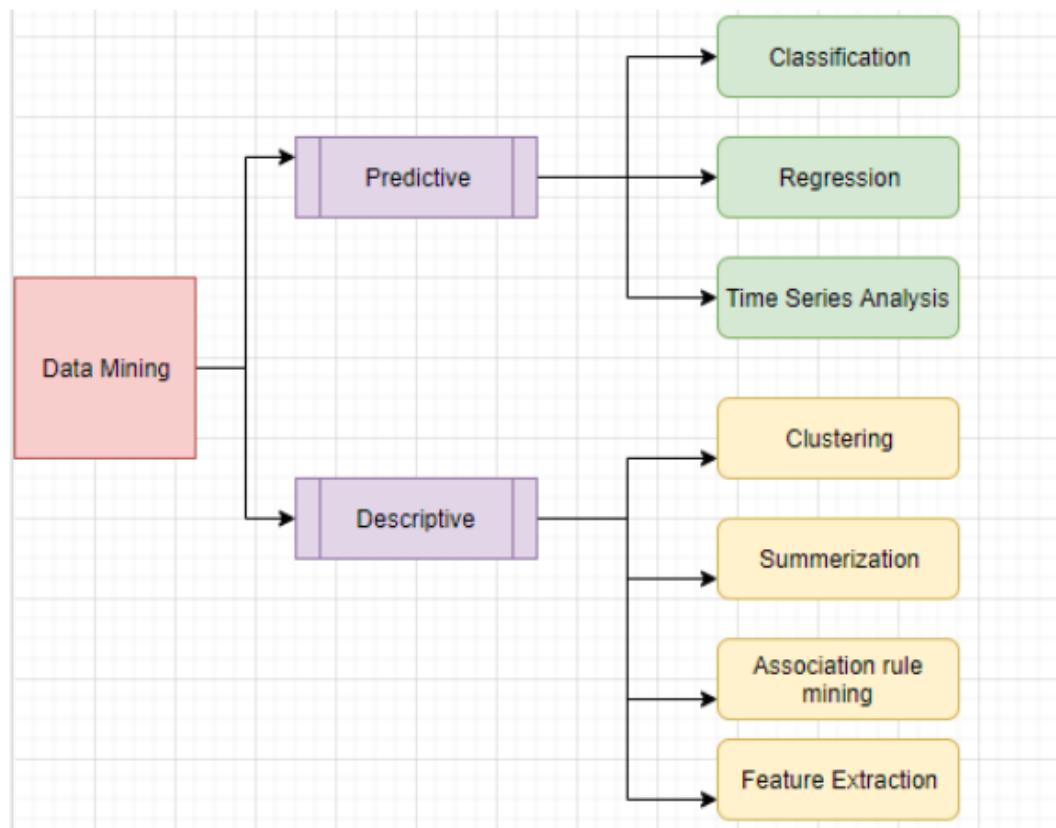 Classification
Predictive
Regression
Time Series Analysis
Data Mining
Clustering
Descriptive
Summerization
Association rule
mining
Feature Extraction